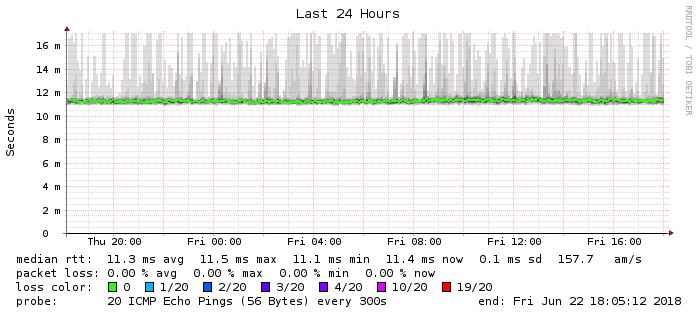 Last 24 Hours
RRDTOOL / TOBI OETIKER
Seconds
16 m
14 m
12 m
10 m
8 m
6 m
4 m
2 m
0
Thu 20:00 Fri 00:00 Fri 04:00 Fri 08:00 Fri 12:00 Fri 16:00
median rtt: 11.3 ms avg 11.5 ms max 11.1 ms min 11.4 ms now 0.1 ms sd 157.7 am/s
packet loss: 0.00 % avg 0.00 % max 0.00 % min 0.00 % now
loss color: 0 1/20 2/20 3/20 4/20 10/20 19/20
probe: 20 ICMP Echo Pings (56 Bytes) every 300s end: Fri Jun 22 18:05:12 2018